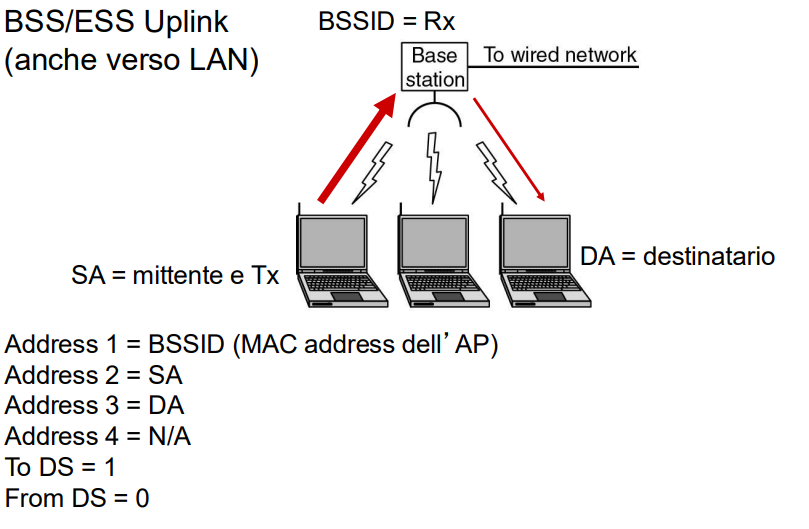 BSS/ESS Uplink
(anche verso LAN)
BSSID = Rx
Base
station
To wired network
SA = mittente e Tx
DA = destinatario
Address 1 = BSSID (MAC address dell’AP)
Address 2 = SA
Address 3 = DA
Address 4 = N/A
To DS = 1
From DS = 0